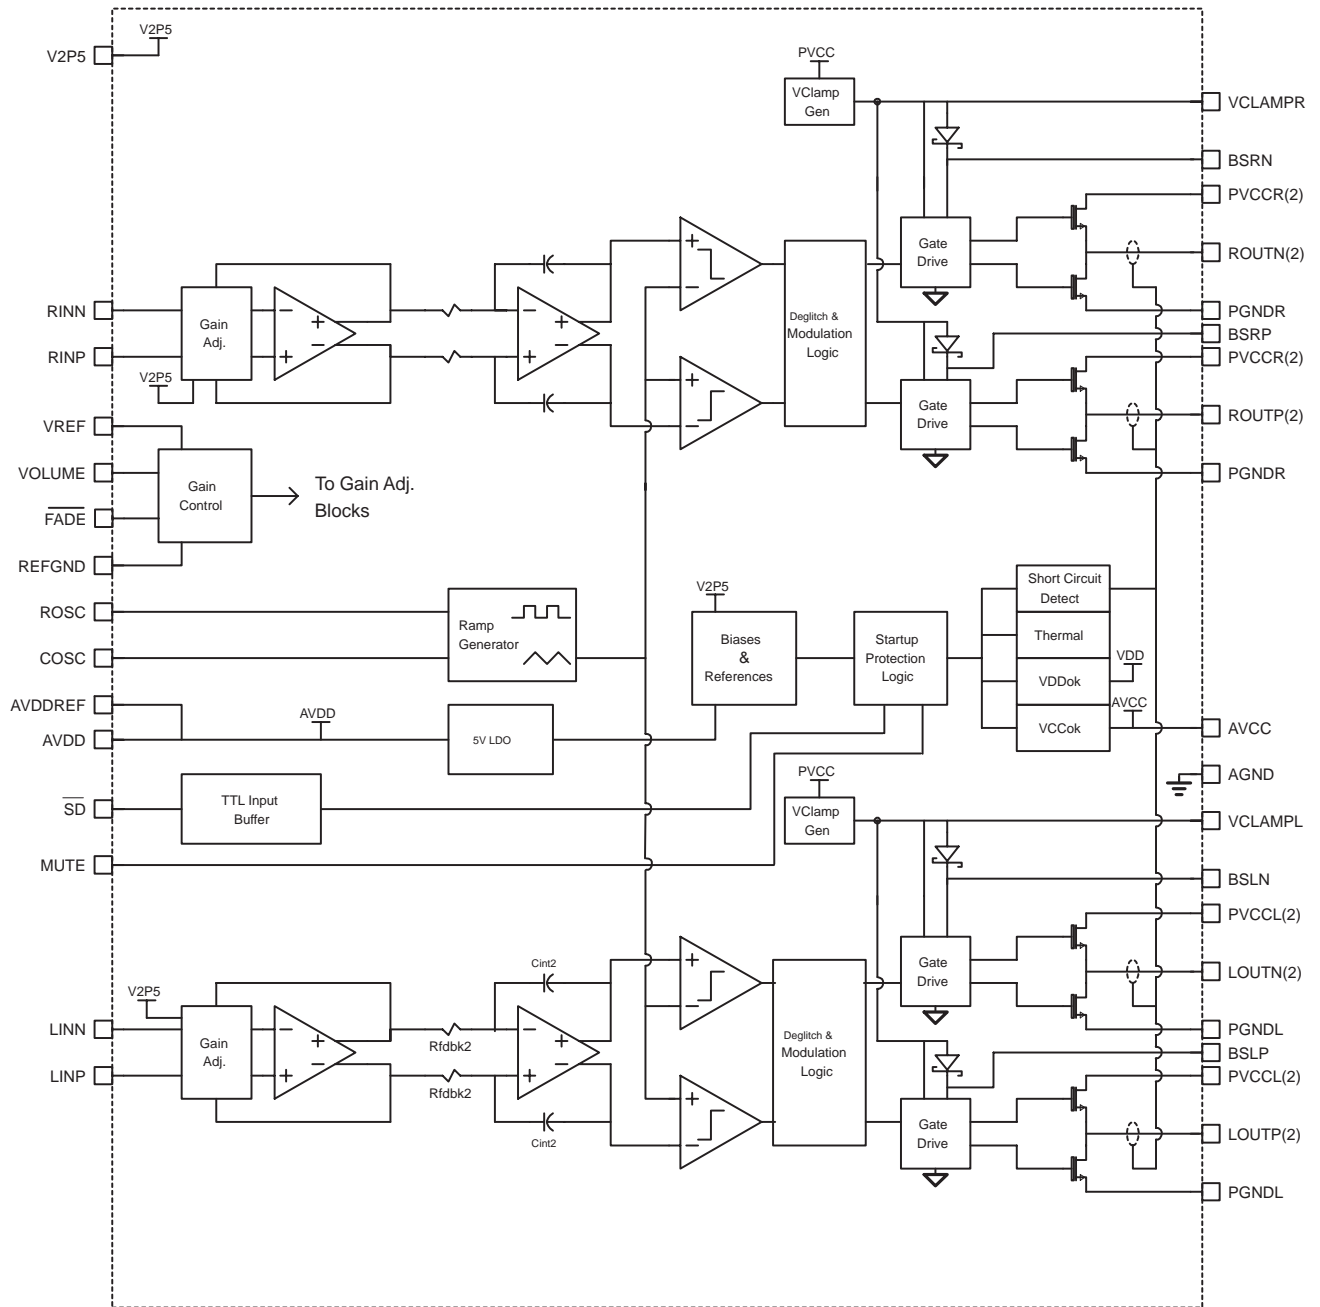 V2P5
V2P5
PVCC
VClamp
Gen
VCLAMPR
BSRN
PVCCR(2)
Gate
Drive
ROUTN(2)
+
−
RINN
Gain
Adj.
−
+
+
−
−
+
+
−
Deglitch &
Modulation
Logic
PGNDR
BSRP
RINP
V2P5
PVCCR(2)
+
−
Gate
Drive
ROUTP(2)
VREF
VOLUME
FADE
REFGND
Gain
Control
To Gain Adj.
Blocks
PGNDR
ROSC
COSC
Ramp
Generator
V2P5
Biases
&
References
Startup
Protection
Logic
Short Circuit
Detect
Thermal
VDDok
VDD
VCCok
AVCC
AVDDREF
AVDD
AVDD
5V LDO
AVCC
AGND
SD
TTL Input
Buffer
PVCC
VClamp
Gen
VCLAMPL
MUTE
BSLN
PVCCL(2)
Gate
Drive
LOUTN(2)
Cint2
+
−
V2P5
LINN
LINP
Gain
Adj.
−
+
+
−
Rfdbk2
Rfdbk2
−
+
+
−
Cint2
Deglitch &
Modulation
Logic
PGNDL
BSLP
PVCCL(2)
+
−
Gate
Drive
LOUTP(2)
PGNDL